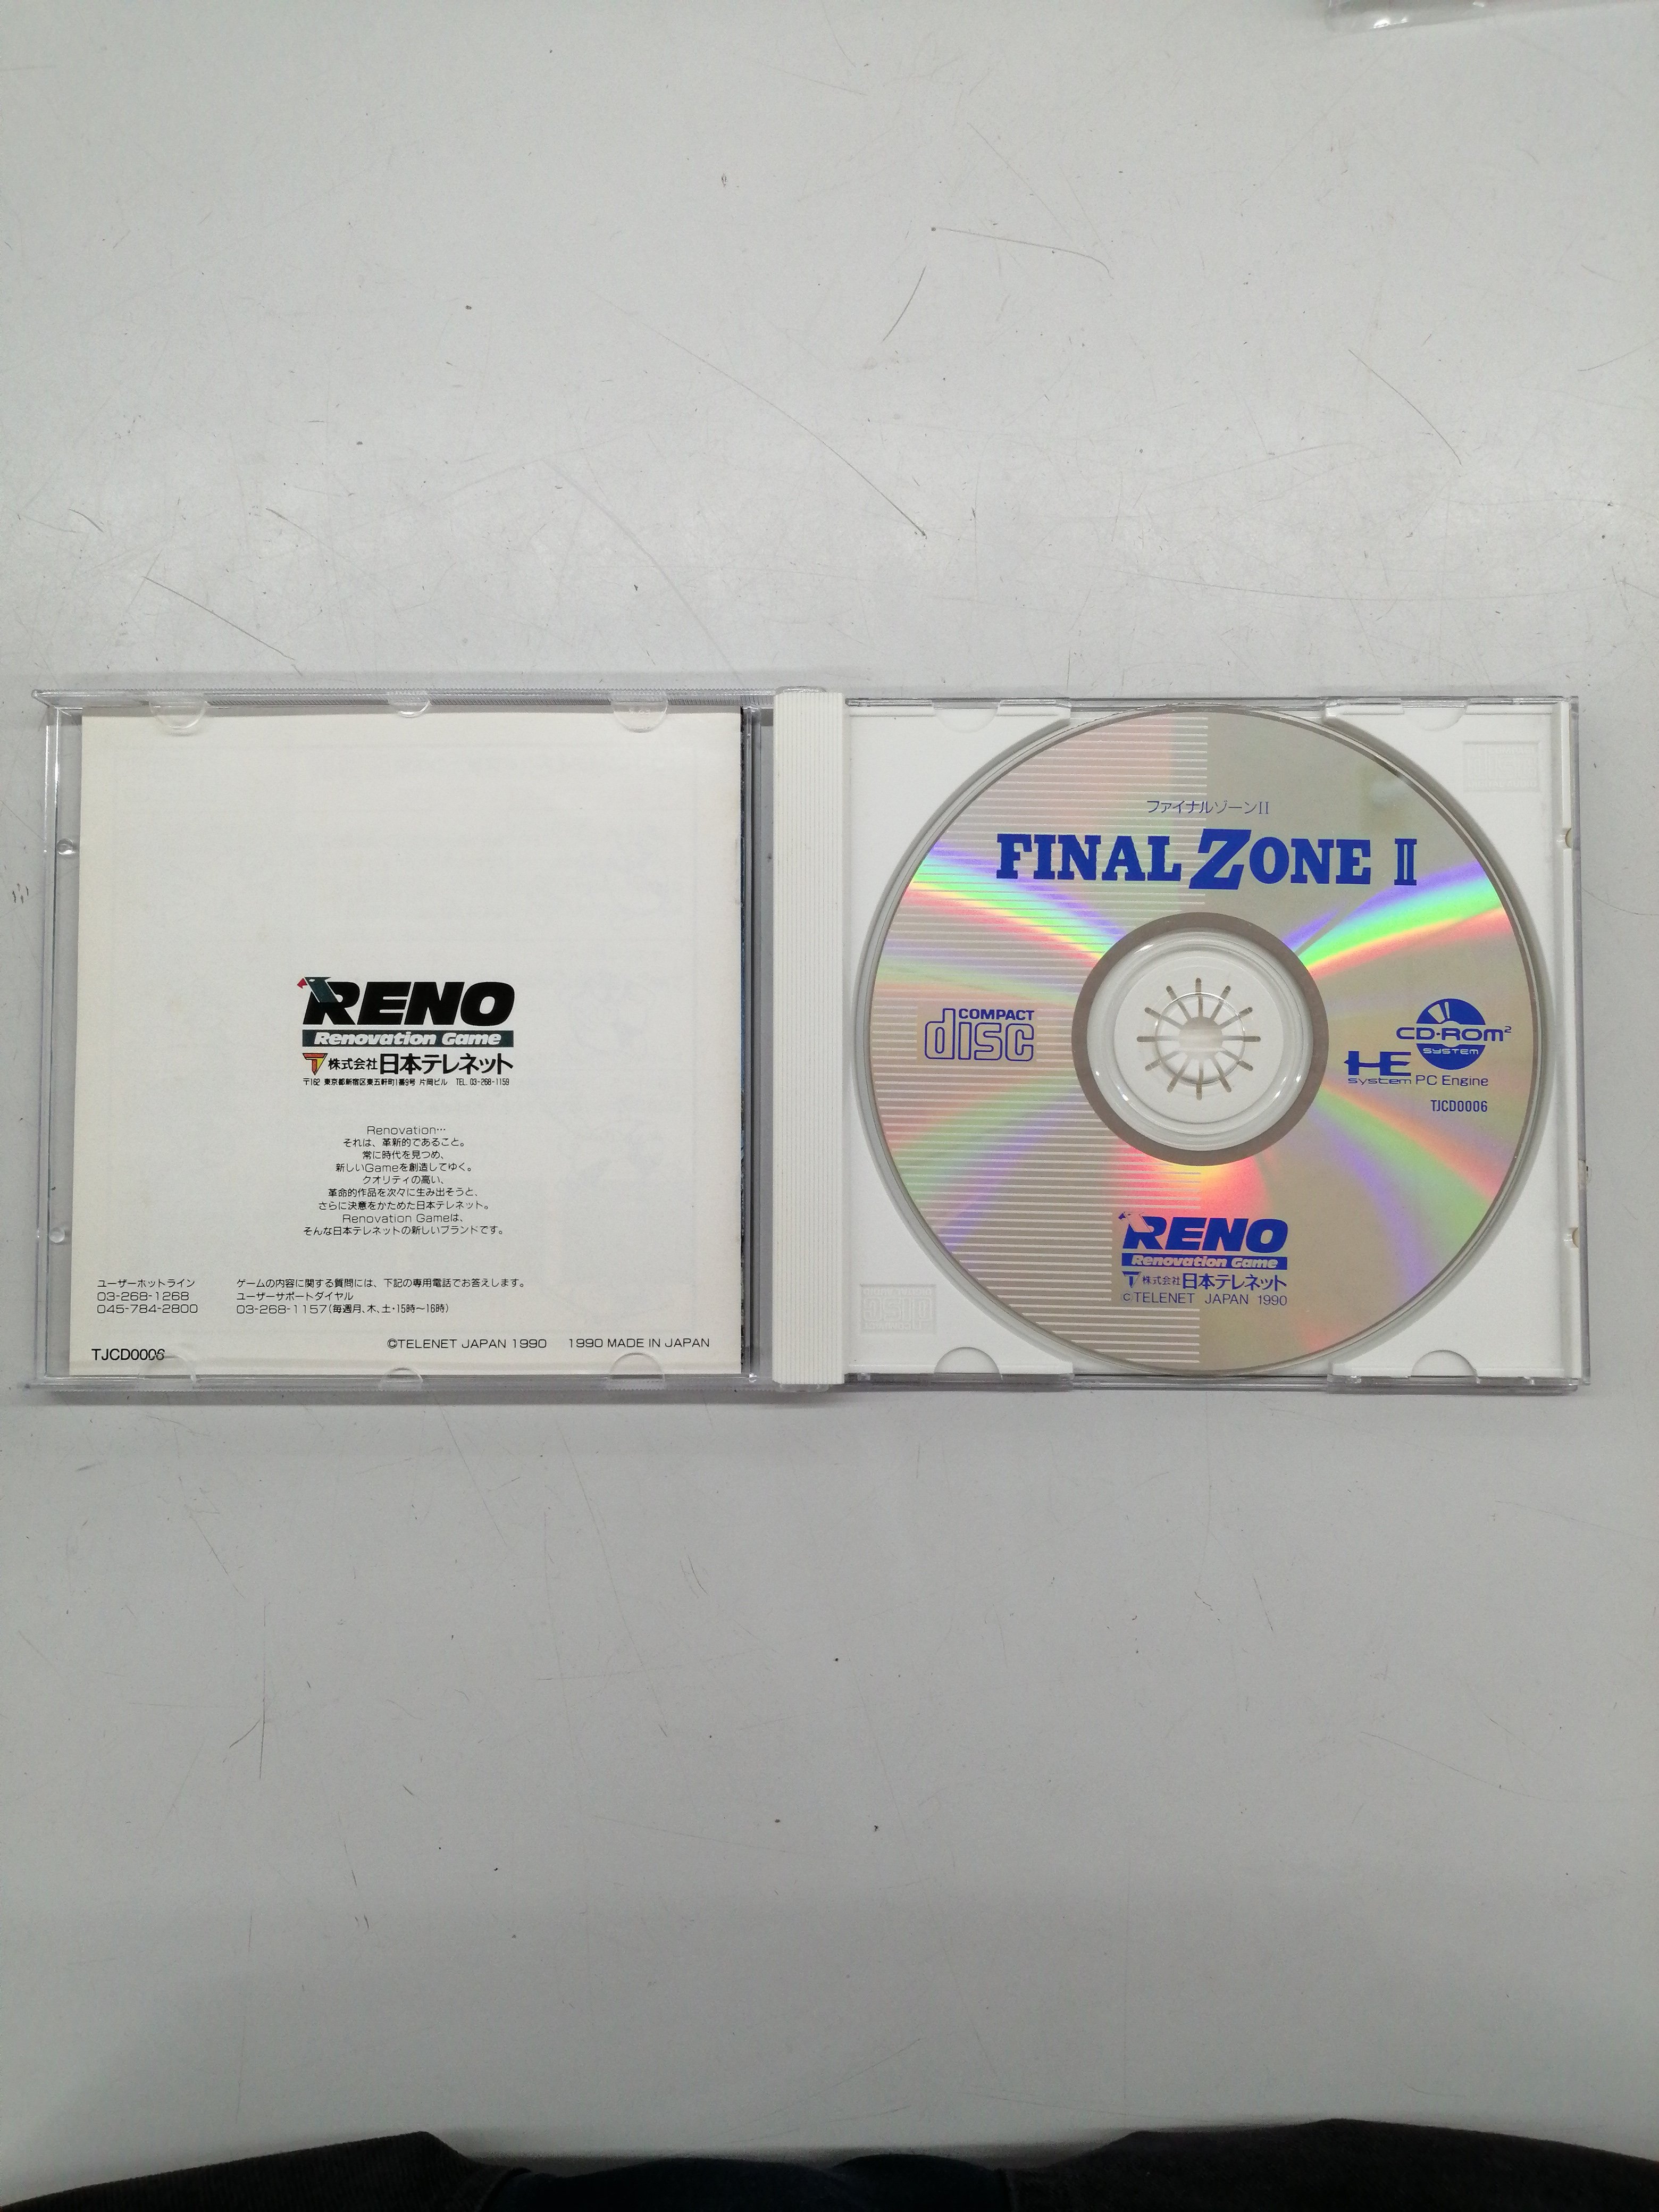 RENO
Renovation Game
株式会社日本テレネット
〒162 東京都新宿区東五軒町1番9号 片岡ビル TEL.03-268-1159
Renovation…
それは、革新的であること。
常に時代を見つめ、
新しいGameを創造してゆく。
クオリティの高い、
革命的作品を次々に生み出そうと、
さらに決意をかためた日本テレネット。
Renovation Gameは、
そんな日本テレネットの新しいブランドです。
ユーザーホットライン
03-268-1268
045-784-2800
ゲームの内容に関する質問には、下記の専用電話でお答えします。
ユーザーサポートダイヤル
03-268-1157(毎週月、木、土・15時〜16時)
©TELENET JAPAN 1990 1990 MADE IN JAPAN
TJCD0006
ファイナルゾーンII
FINAL ZONE II
COMPACT
disc
CD-ROM²
SYSTEM
HE
system PC Engine
TJCD0006
RENO
Renovation Game
株式会社日本テレネット
©TELENET JAPAN 1990